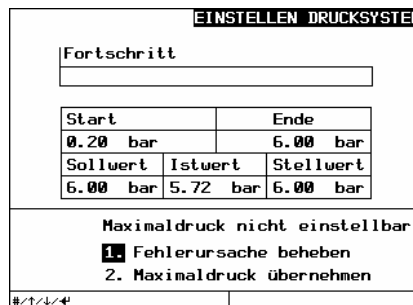 EINSTELLEN DRUCKSYSTEM
Fortschritt
Start Ende
0.20 bar 6.00 bar
Sollwert Istwert Stellwert
6.00 bar 5.72 bar 6.00 bar
Maximaldruck nicht einstellbar
1. Fehlerursache beheben
2. Maximaldruck übernehmen
#/↑/↓/↵